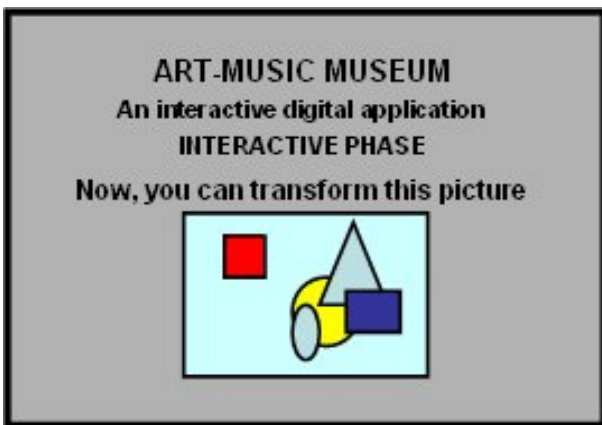 ART-MUSIC MUSEUM
An interactive digital application
INTERACTIVE PHASE
Now, you can transform this picture